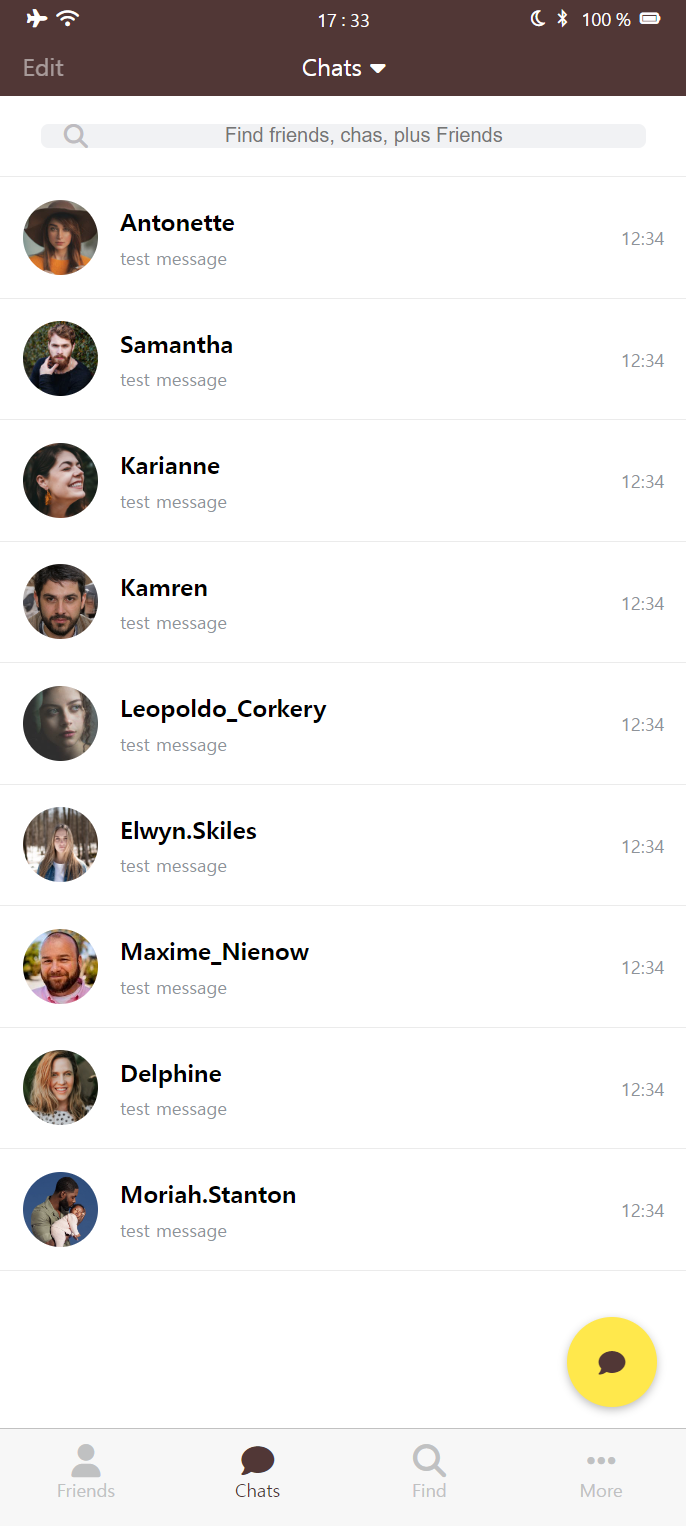 17 : 33 100 %
Edit Chats
Find friends, chas, plus Friends
Antonette
test message 12:34
Samantha
test message 12:34
Karianne
test message 12:34
Kamren
test message 12:34
Leopoldo_Corkery
test message 12:34
Elwyn.Skiles
test message 12:34
Maxime_Nienow
test message 12:34
Delphine
test message 12:34
Moriah.Stanton
test message 12:34
Friends Chats Find More